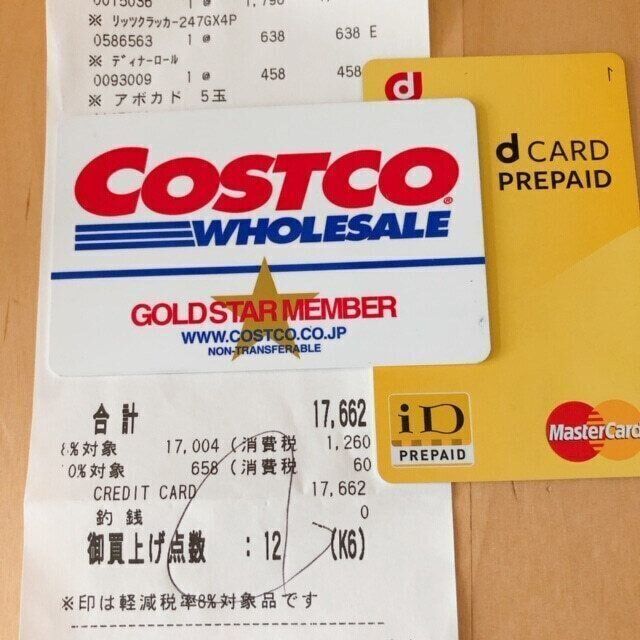 0015036 1@ 1,790
※ リッツクラッカー247GX4P
0586563 1@ 638 638 E
※ ディナーロール
0093009 1@ 458 458
※ アボカド 5玉
COSTCO®
WHOLESALE
GOLD STAR MEMBER
WWW.COSTCO.CO.JP
NON-TRANSFERABLE
d
1
d CARD
PREPAID
iD
PREPAID
MasterCard
合計 17,662
8%対象 17,004 (消費税 1,260
10%対象 658 (消費税 60
CREDIT CARD 17,662
釣銭 0
御買上げ点数 : 12 (K6)
※印は軽減税率8%対象品です